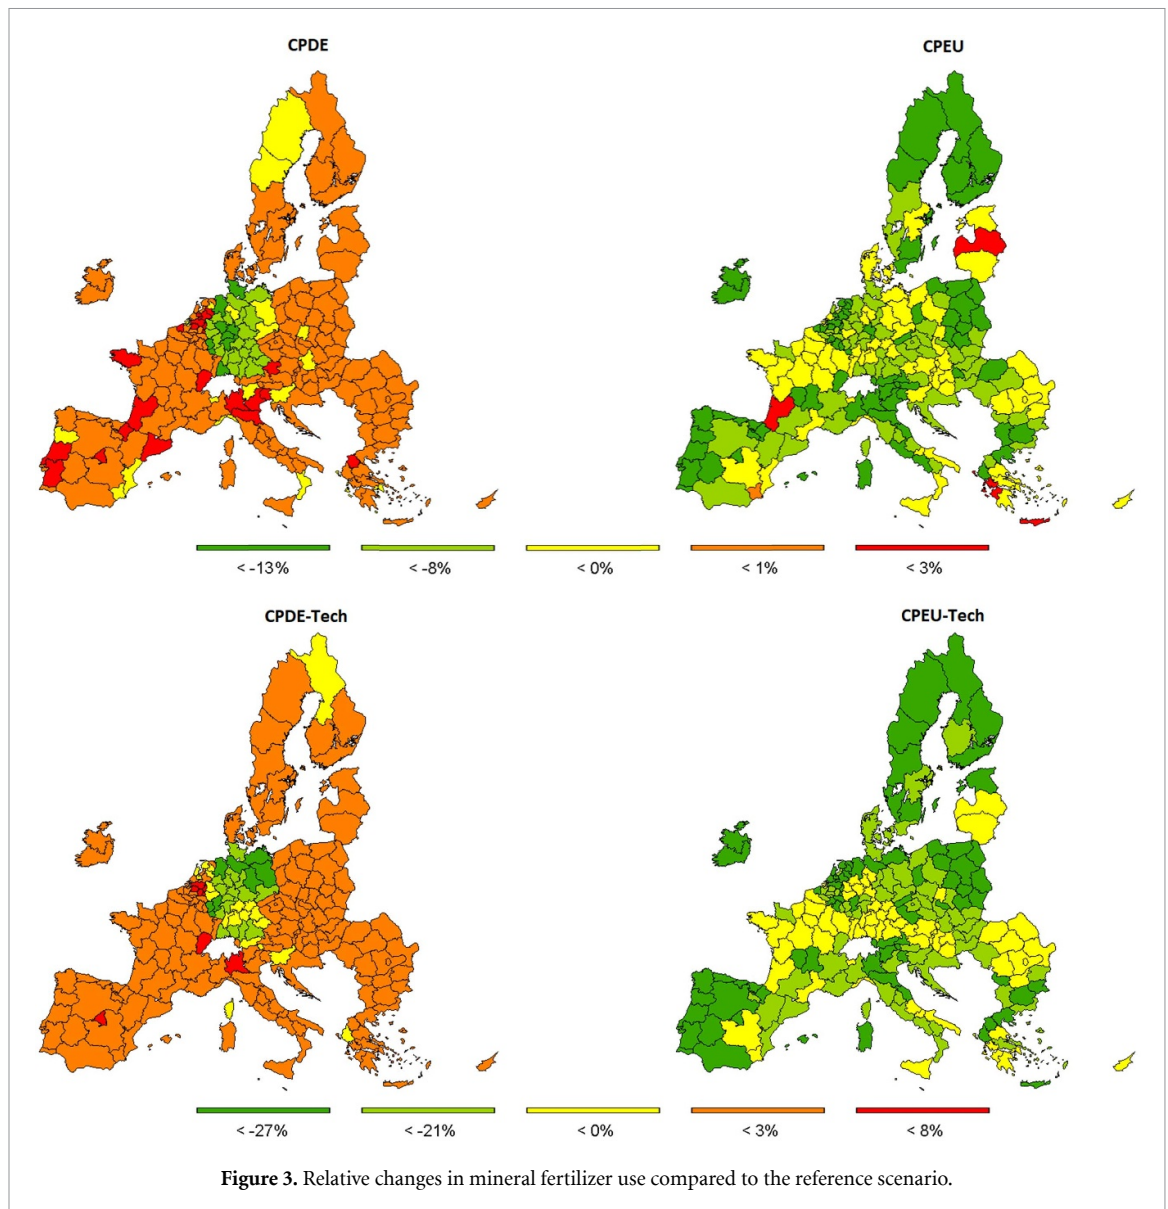 CPDE
CPEU
< -13%
< -8%
< 0%
< 1%
< 3%
CPDE-Tech
CPEU-Tech
< -27%
< -21%
< 0%
< 3%
< 8%
Figure 3. Relative changes in mineral fertilizer use compared to the reference scenario.